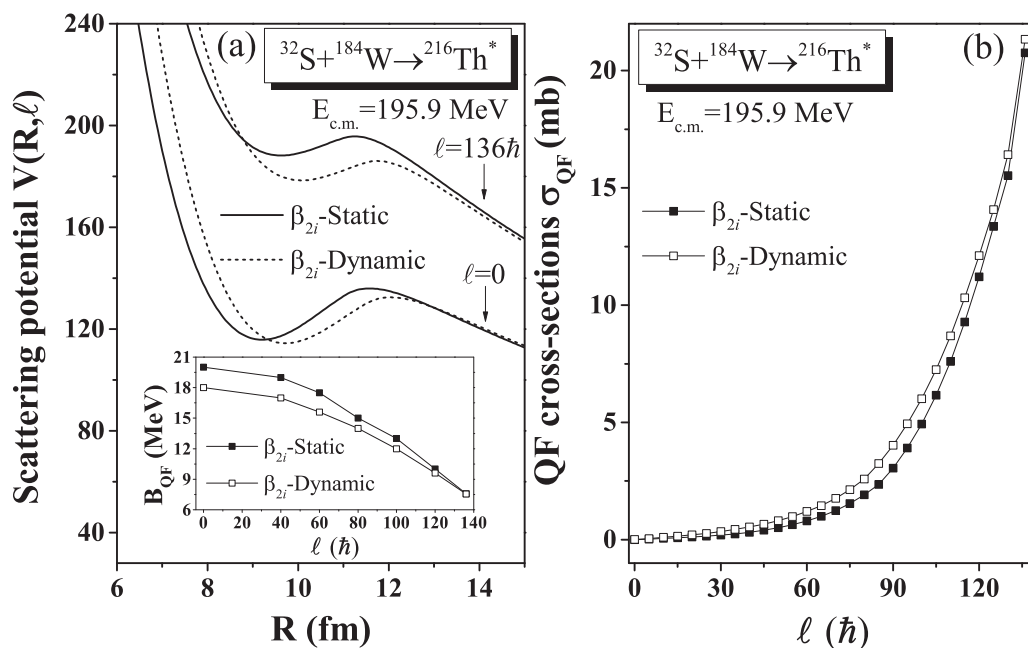 (a)
³²S+¹⁸⁴W→²¹⁶Th*
E_c.m.=195.9 MeV
ℓ=136ħ
β₂ᵢ-Static
β₂ᵢ-Dynamic
ℓ=0
Scattering potential V(R,ℓ)
240
200
160
120
80
40
6
8
10
12
14
R (fm)
B_QF (MeV)
21
18
15
12
9
6
β₂ᵢ-Static
β₂ᵢ-Dynamic
0
20
40
60
80
100
120
140
ℓ (ħ)
(b)
³²S+¹⁸⁴W→²¹⁶Th*
E_c.m.=195.9 MeV
β₂ᵢ-Static
β₂ᵢ-Dynamic
QF cross-sections σ_QF (mb)
20
15
10
5
0
0
30
60
90
120
ℓ (ħ)